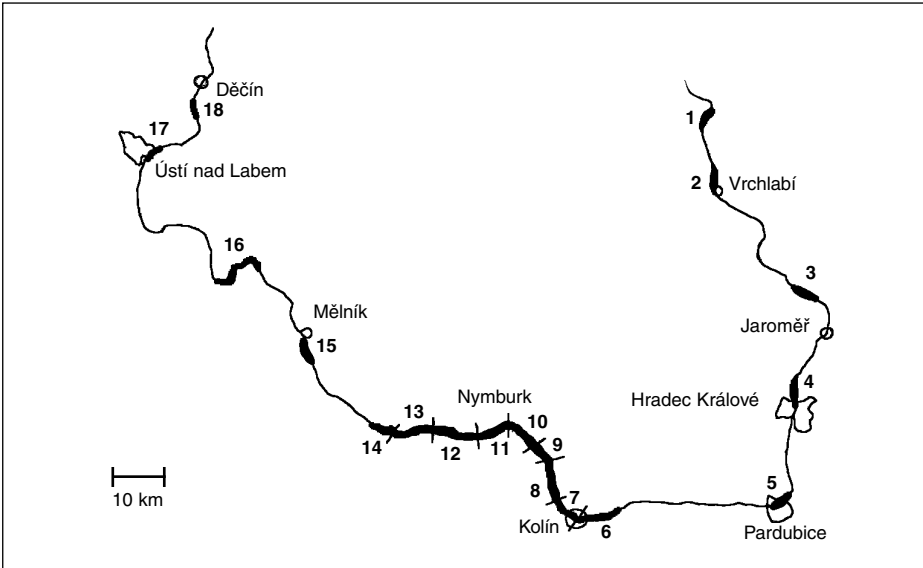 Děčín
18
17
Ústí nad Labem
16
Mělník
15
Nymburk
13
14
12
11
10
9
8
7
Kolín
6
1
2
Vrchlabí
3
Jaroměř
4
Hradec Králové
5
Pardubice
10 km